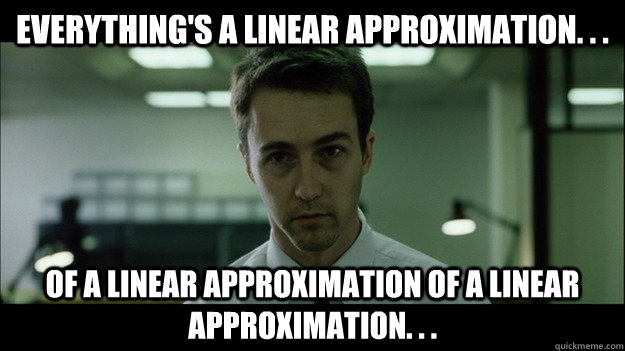 EVERYTHING'S A LINEAR APPROXIMATION. . .
OF A LINEAR APPROXIMATION OF A LINEAR
APPROXIMATION. . .
quickmeme.com